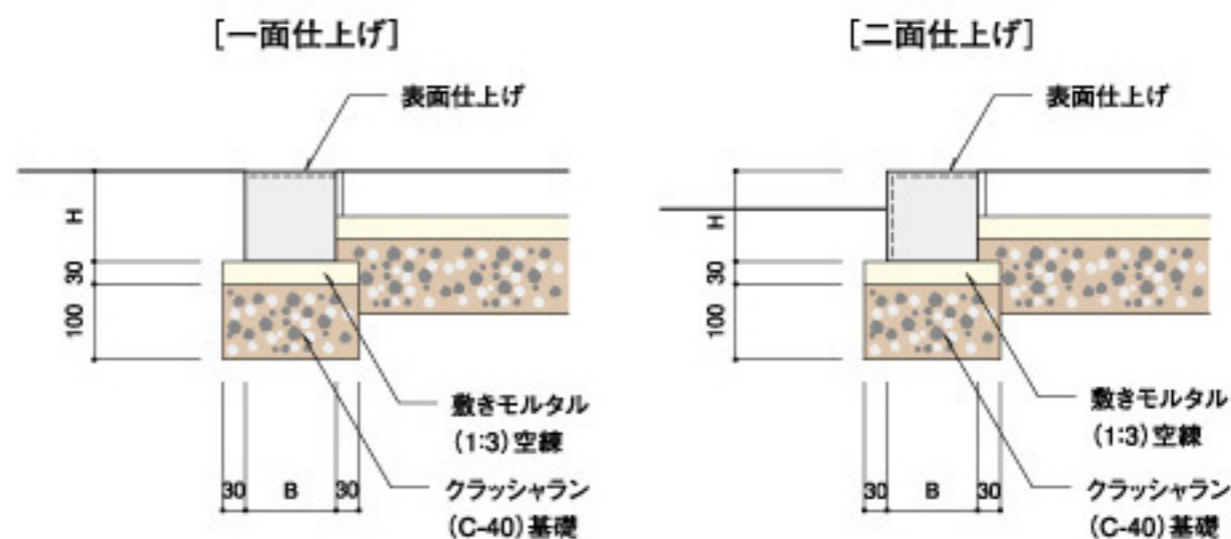 [一面仕上げ]
表面仕上げ
H
30
100
敷きモルタル
(1:3)空練
30
B
30
クラッシャラン
(C-40)基礎
[二面仕上げ]
表面仕上げ
H
30
100
敷きモルタル
(1:3)空練
30
B
30
クラッシャラン
(C-40)基礎